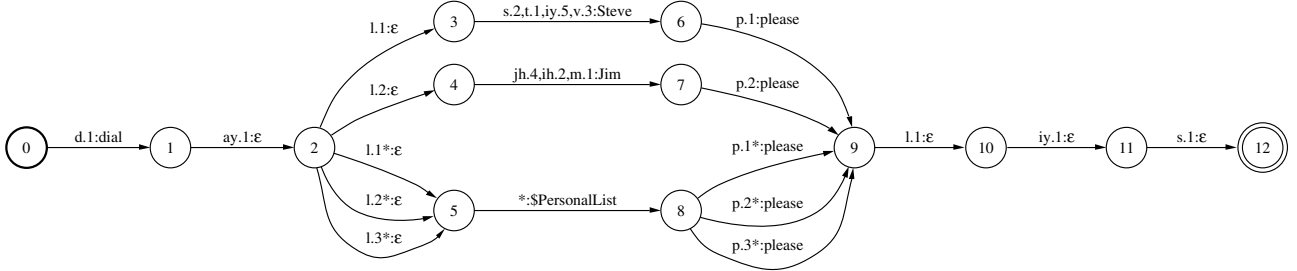 l.1:ε
3
s.2,t.1,iy.5,v.3:Steve
6
p.1:please
l.2:ε
4
jh.4,ih.2,m.1:Jim
7
p.2:please
0
d.1:dial
1
ay.1:ε
2
l.1*:ε
l.2*:ε
l.3*:ε
5
*:$PersonalList
8
p.1*:please
p.2*:please
p.3*:please
9
l.1:ε
10
iy.1:ε
11
s.1:ε
12